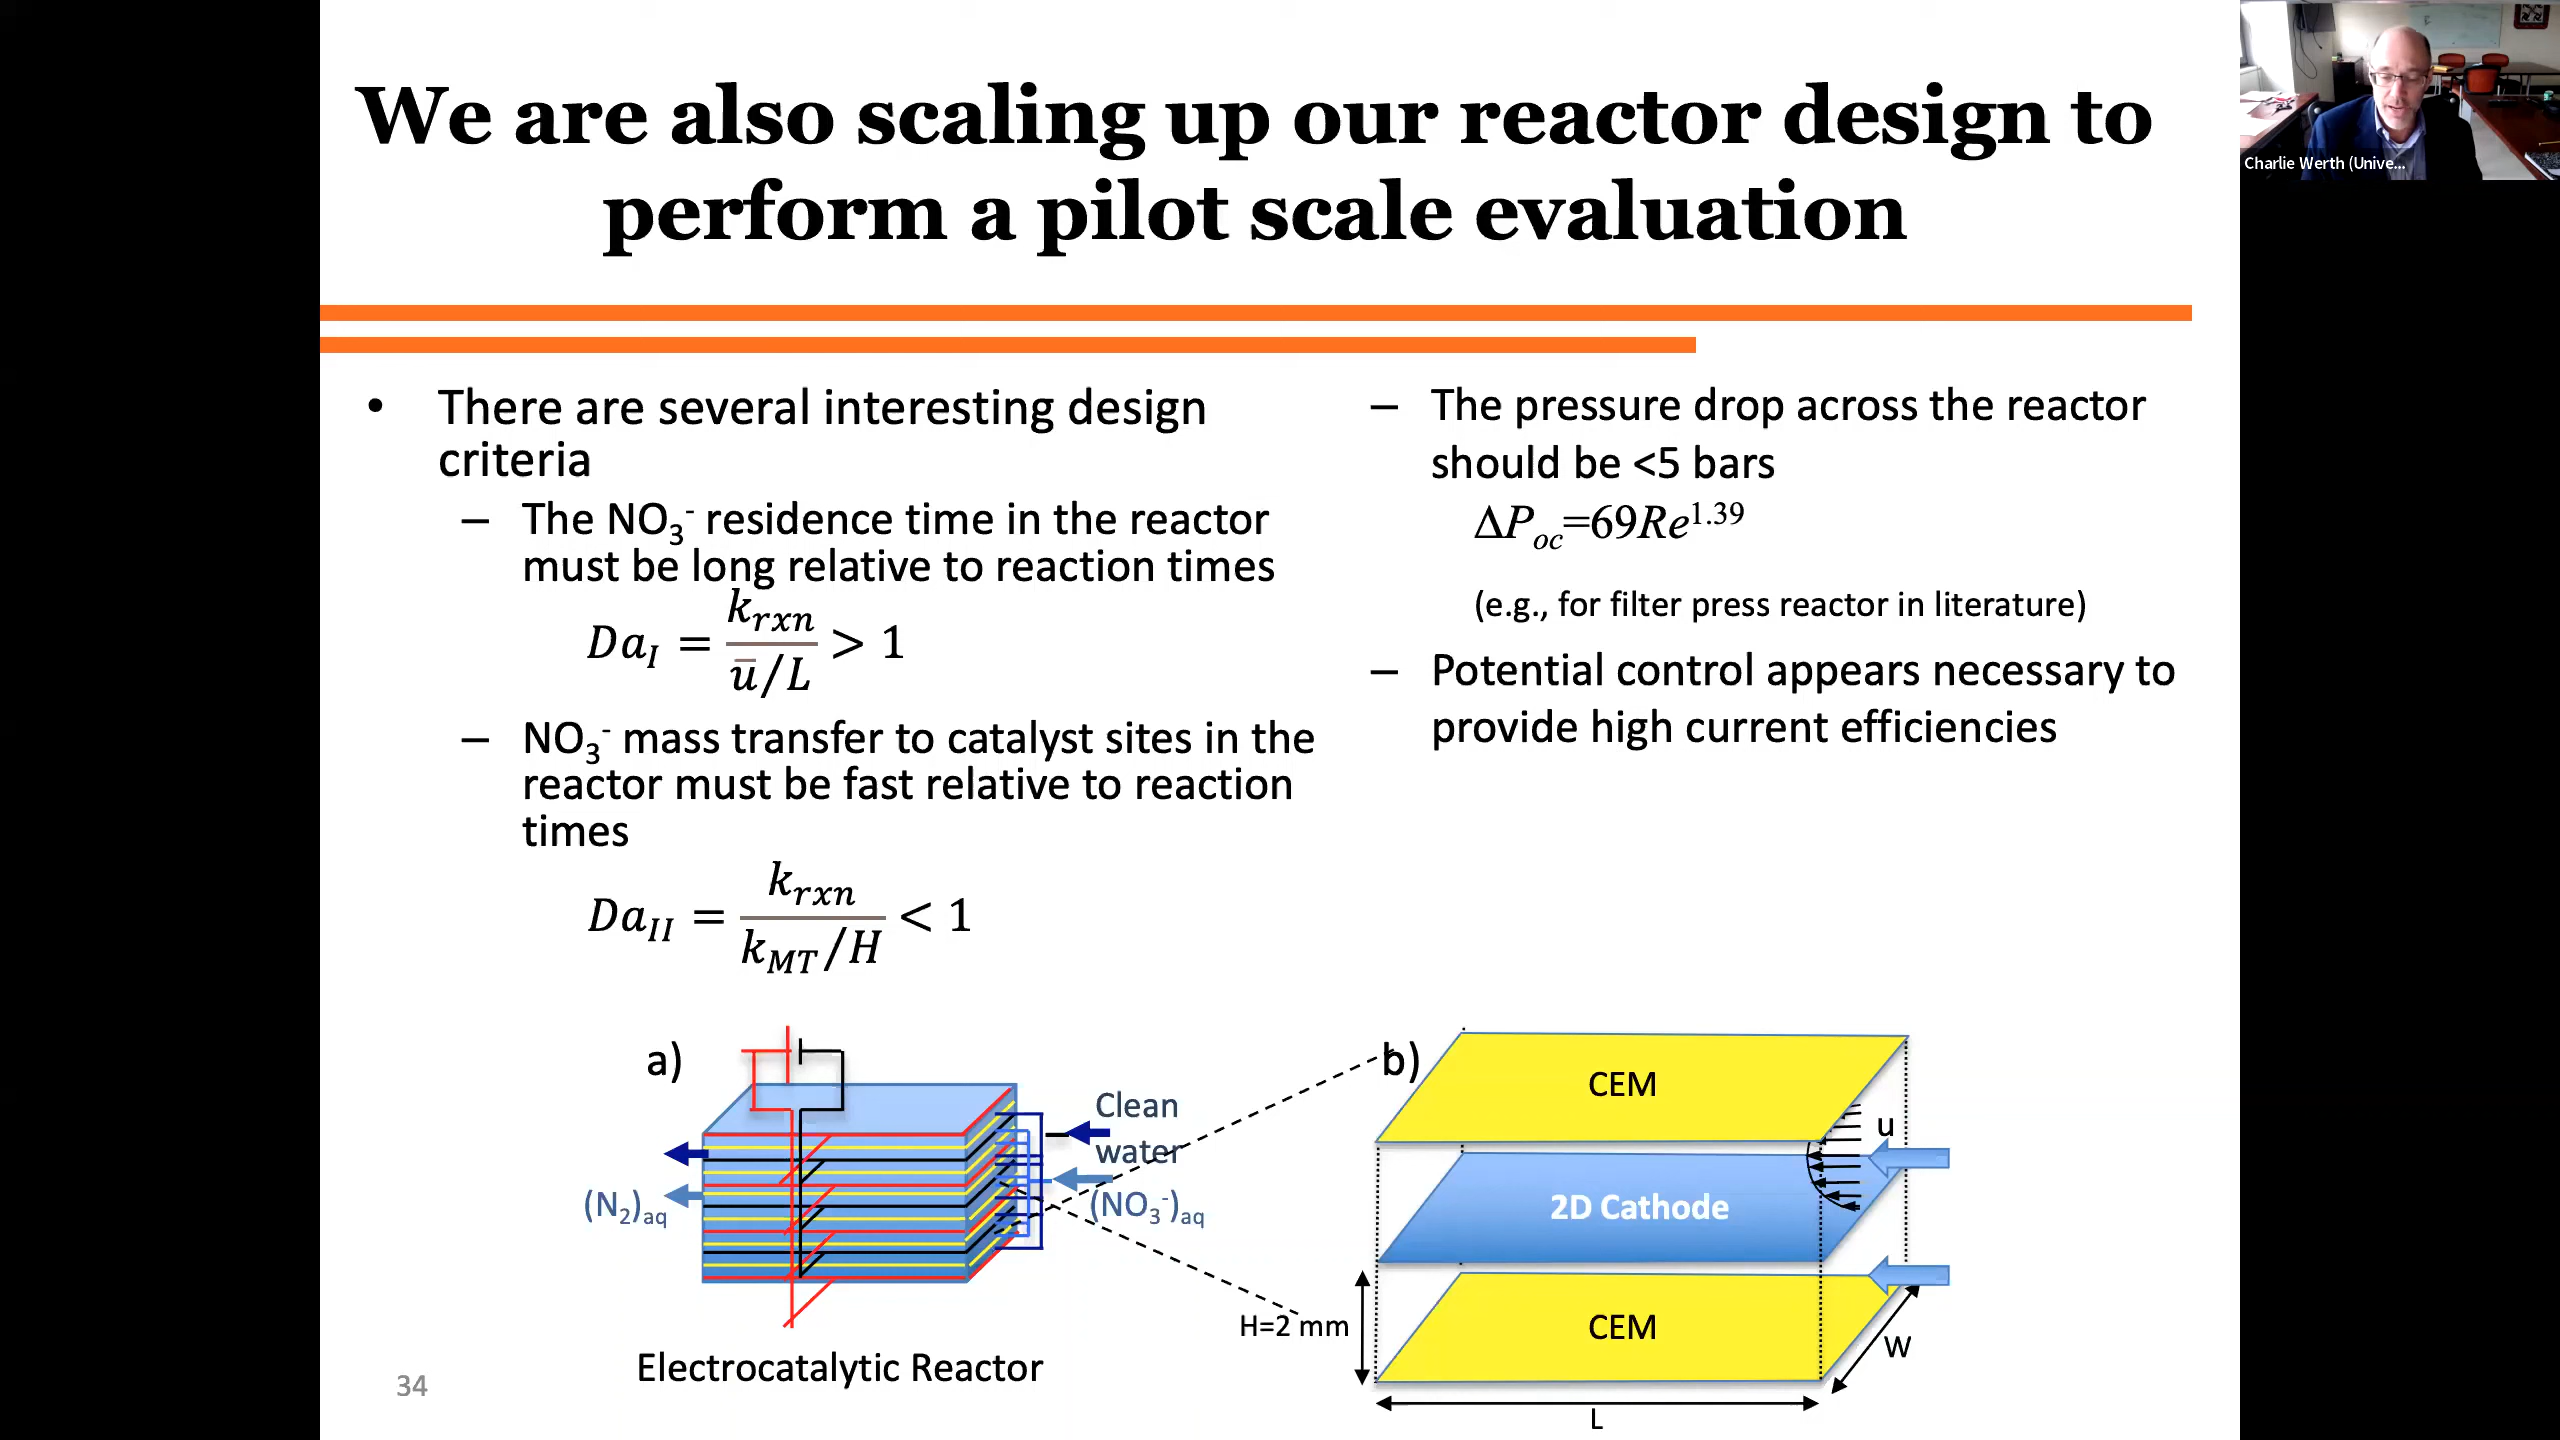 We are also scaling up our reactor design to
perform a pilot scale evaluation
Charlie Werth (Unive...
• There are several interesting design
criteria
– The NO₃⁻ residence time in the reactor
must be long relative to reaction times
Da_I = k_rxn / (u̅/L) > 1
– NO₃⁻ mass transfer to catalyst sites in the
reactor must be fast relative to reaction
times
Da_II = k_rxn / (k_MT/H) < 1
– The pressure drop across the reactor
should be <5 bars
ΔP_oc=69Re^1.39
(e.g., for filter press reactor in literature)
– Potential control appears necessary to
provide high current efficiencies
a)
Clean
water
(N₂)aq
(NO₃⁻)aq
Electrocatalytic Reactor
b)
CEM
u
2D Cathode
CEM
H=2 mm
W
L
34